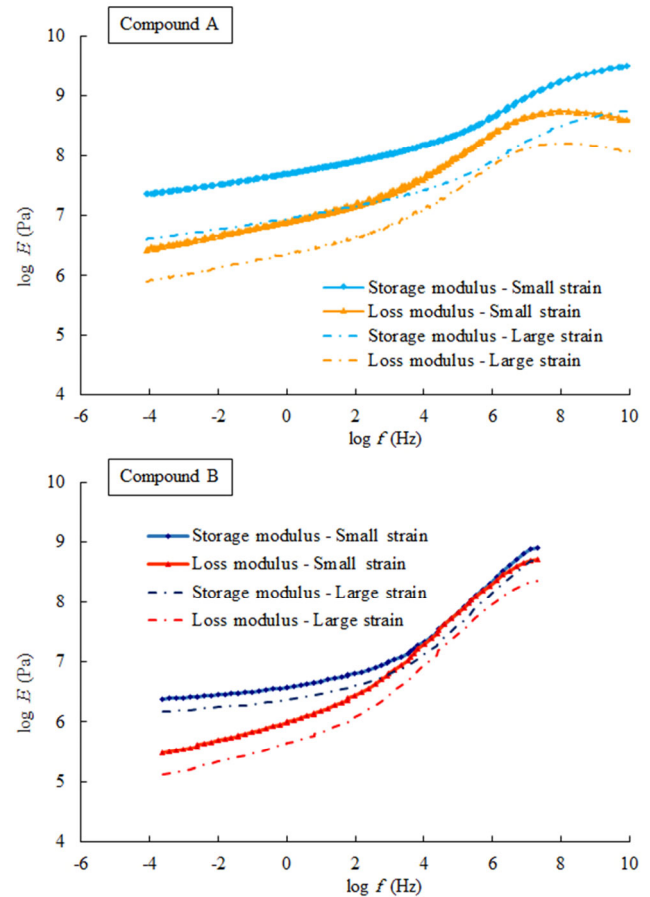 Compound A
10
9
8
7
6
5
4
log E (Pa)
Storage modulus - Small strain
Loss modulus - Small strain
Storage modulus - Large strain
Loss modulus - Large strain
-6 -4 -2 0 2 4 6 8 10
log f (Hz)
Compound B
10
9
8
7
6
5
4
log E (Pa)
Storage modulus - Small strain
Loss modulus - Small strain
Storage modulus - Large strain
Loss modulus - Large strain
-6 -4 -2 0 2 4 6 8 10
log f (Hz)